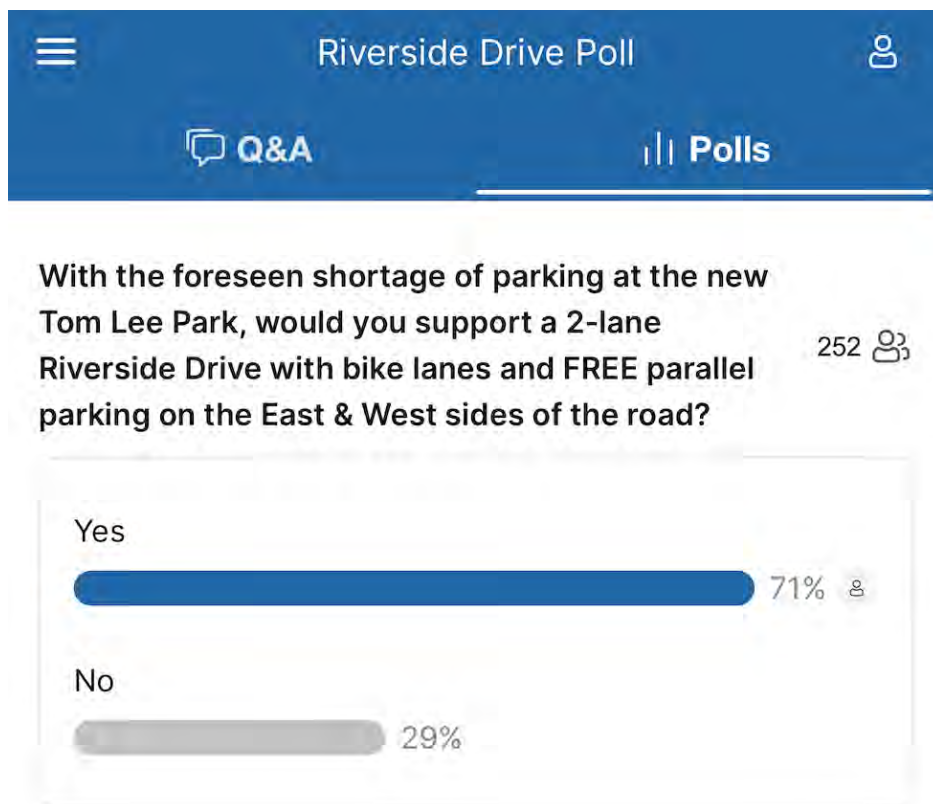 Riverside Drive Poll
Q&A
Polls
With the foreseen shortage of parking at the new
Tom Lee Park, would you support a 2-lane
Riverside Drive with bike lanes and FREE parallel
parking on the East & West sides of the road?
252
Yes
71%
No
29%